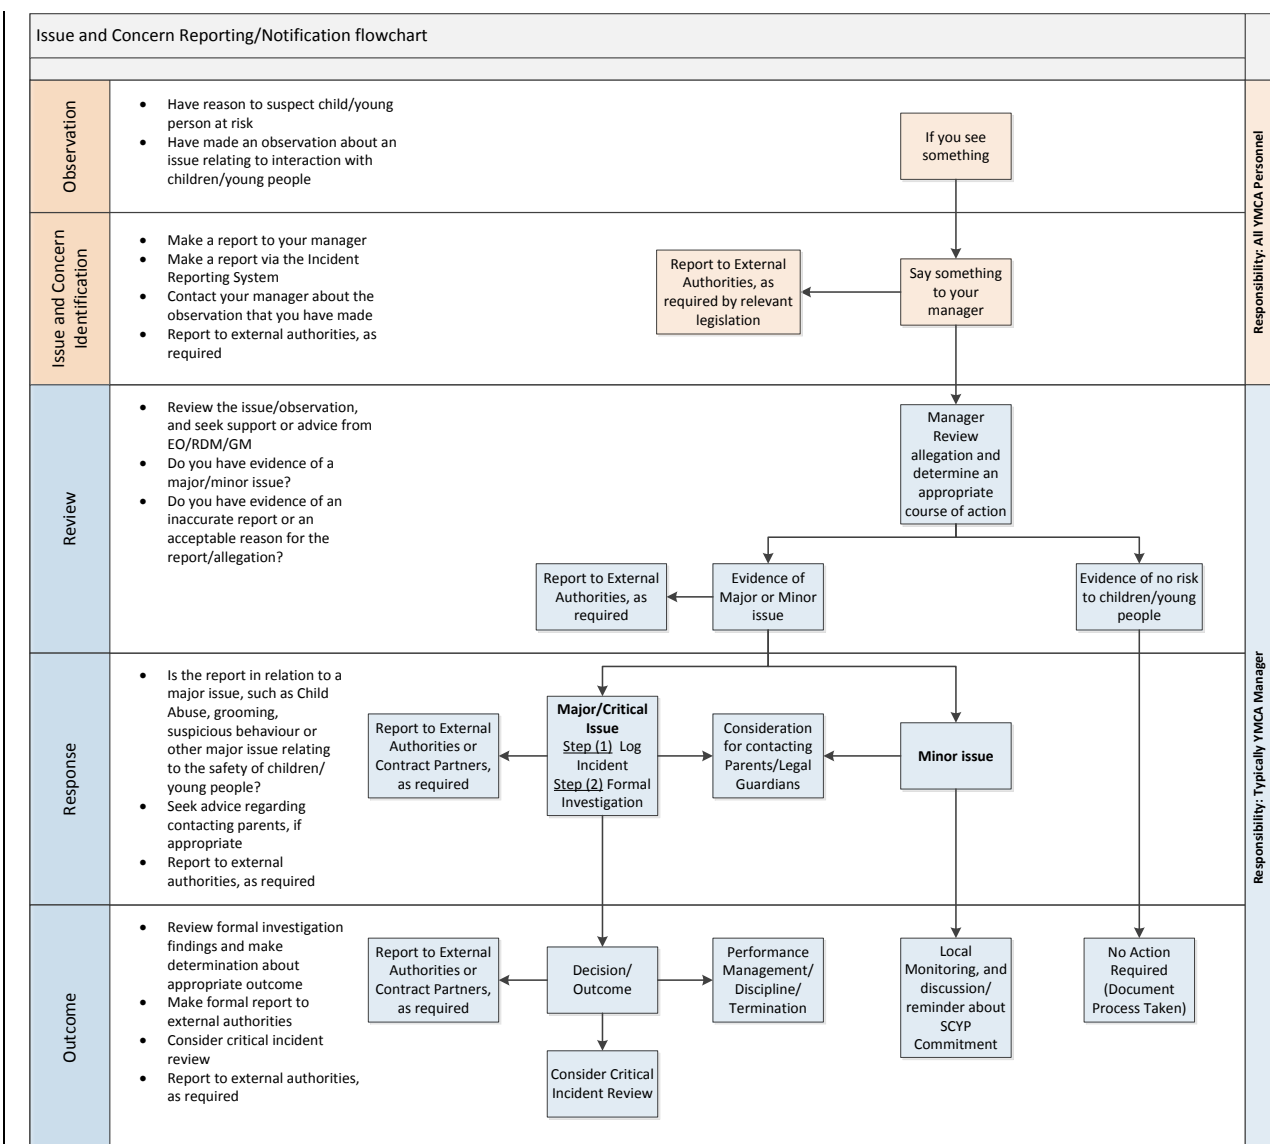 Issue and Concern Reporting/Notification flowchart
Observation
• Have reason to suspect child/young
person at risk
• Have made an observation about an
issue relating to interaction with
children/young people
If you see
something
Responsibility: All YMCA Personnel
Issue and Concern
Identification
• Make a report to your manager
• Make a report via the Incident
Reporting System
• Contact your manager about the
observation that you have made
• Report to external authorities, as
required
Report to External
Authorities, as
required by relevant
legislation
Say something
to your
manager
Review
• Review the issue/observation,
and seek support or advice from
EO/RDM/GM
• Do you have evidence of a
major/minor issue?
• Do you have evidence of an
inaccurate report or an
acceptable reason for the
report/allegation?
Manager
Review
allegation and
determine an
appropriate
course of action
Report to External
Authorities, as
required
Evidence of
Major or Minor
issue
Evidence of no risk
to children/young
people
Responsibility: Typically YMCA Manager
Response
• Is the report in relation to a
major issue, such as Child
Abuse, grooming,
suspicious behaviour or
other major issue relating
to the safety of children/
young people?
• Seek advice regarding
contacting parents, if
appropriate
• Report to external
authorities, as required
Report to External
Authorities or
Contract Partners,
as required
Major/Critical
Issue
Step (1) Log
Incident
Step (2) Formal
Investigation
Consideration
for contacting
Parents/Legal
Guardians
Minor issue
Outcome
• Review formal investigation
findings and make
determination about
appropriate outcome
• Make formal report to
external authorities
• Consider critical incident
review
• Report to external authorities,
as required
Report to External
Authorities or
Contract Partners,
as required
Decision/
Outcome
Performance
Management/
Discipline/
Termination
Local
Monitoring, and
discussion/
reminder about
SCYP
Commitment
No Action
Required
(Document
Process Taken)
Consider Critical
Incident Review